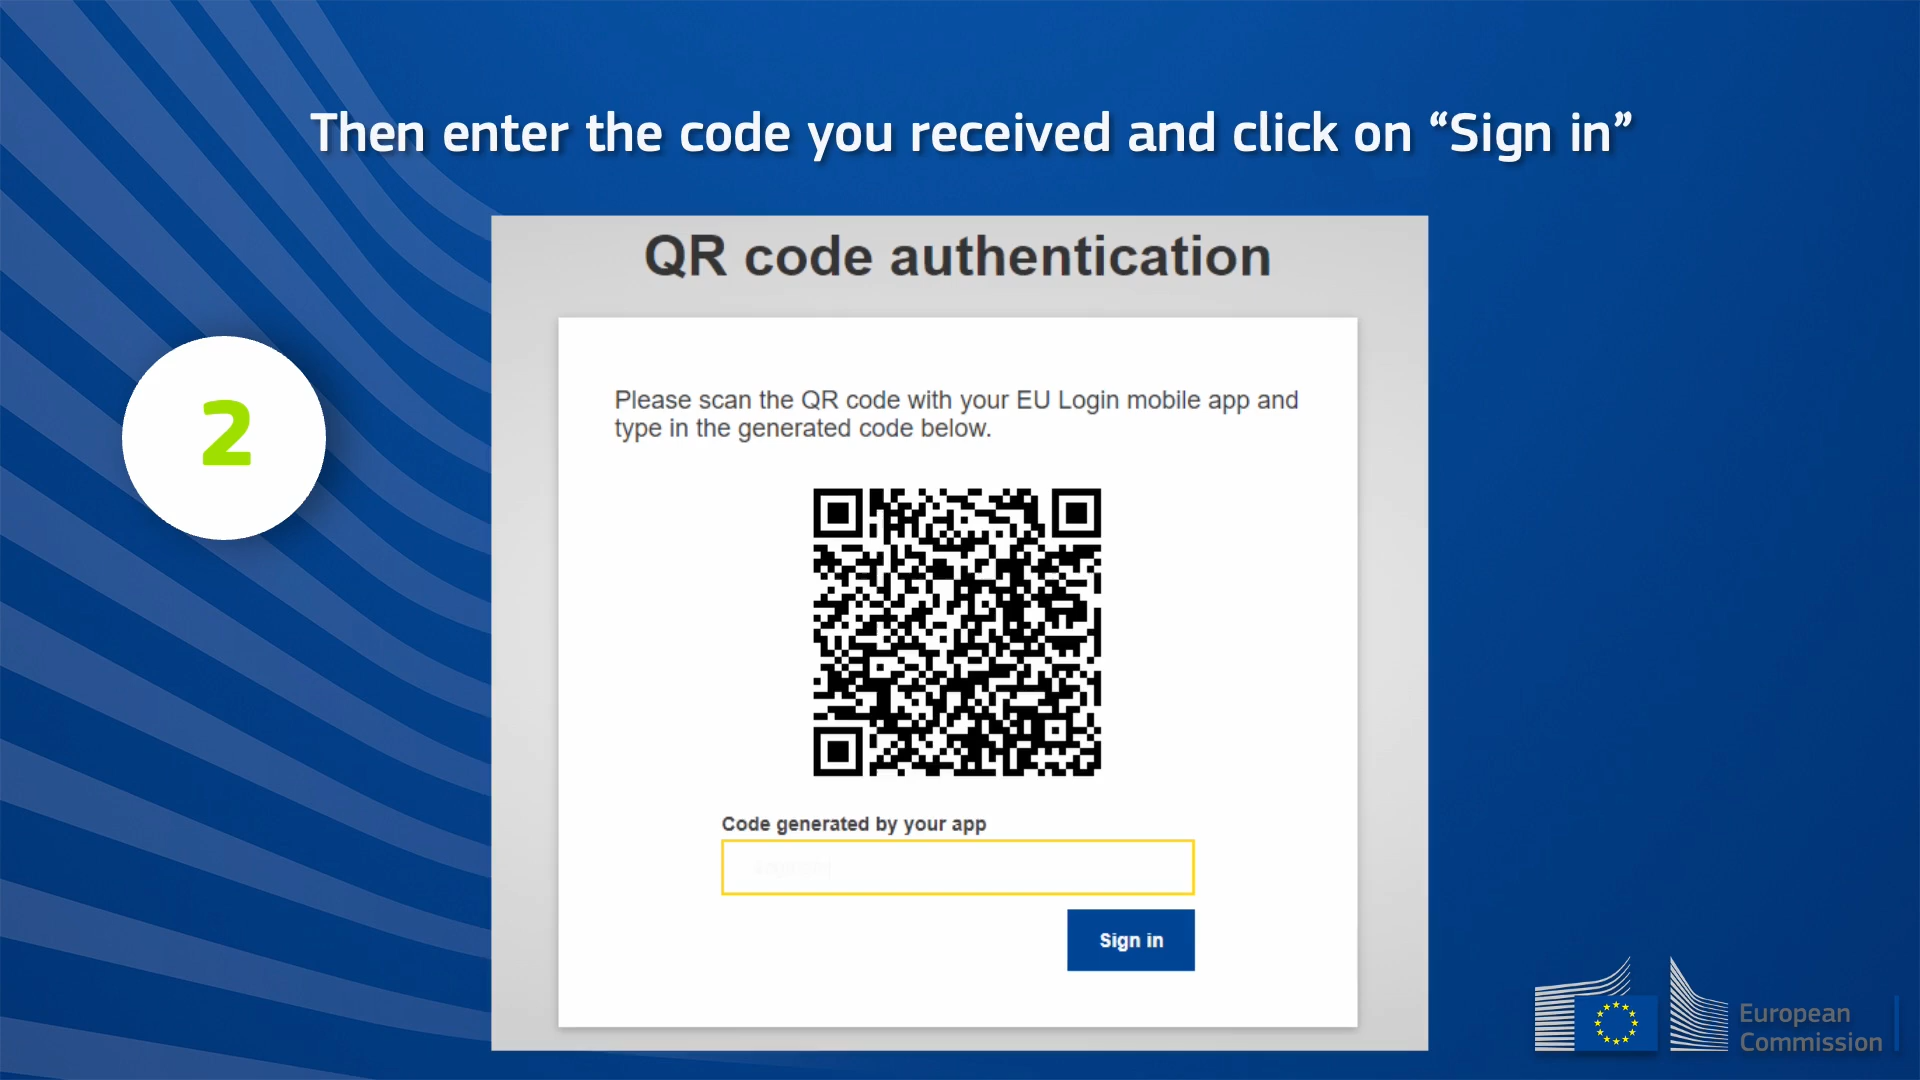 Then enter the code you received and click on “Sign in”
QR code authentication
2
Please scan the QR code with your EU Login mobile app and
type in the generated code below.
Code generated by your app
Sign in
European
Commission